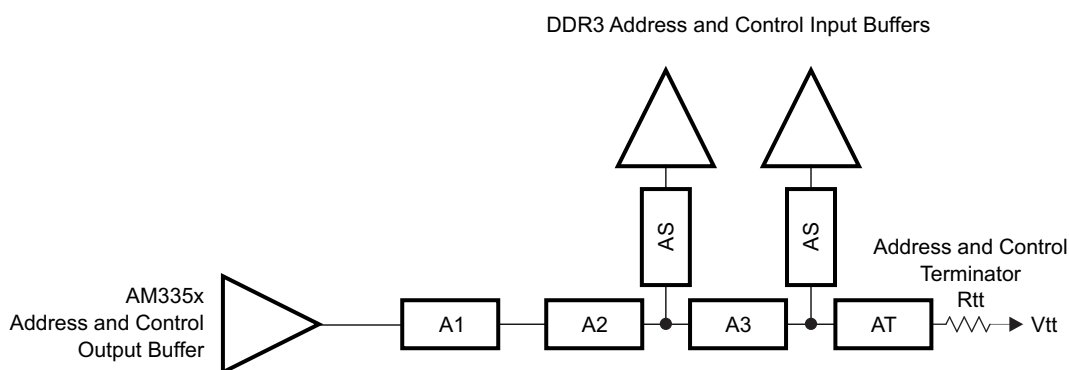 DDR3 Address and Control Input Buffers
AS
AS
Address and Control
Terminator
Rtt
AM335x
Address and Control
Output Buffer
A1
A2
A3
AT
Vtt